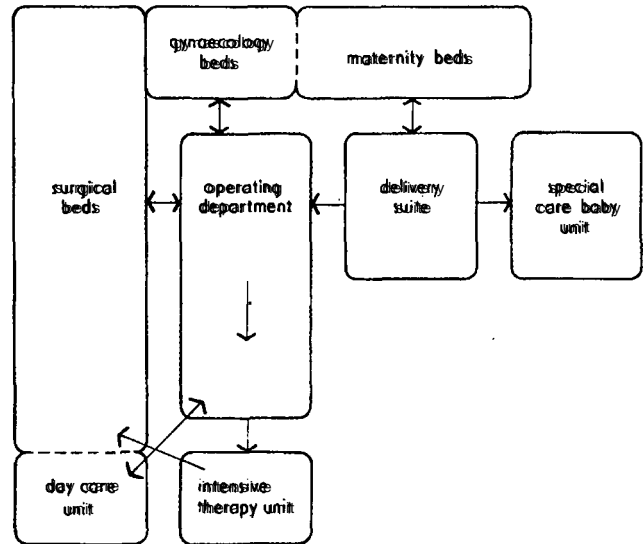 gynaecology
beds
maternity beds
surgical
beds
operating
department
delivery
suite
special
care baby
unit
day care
unit
intensive
therapy unit